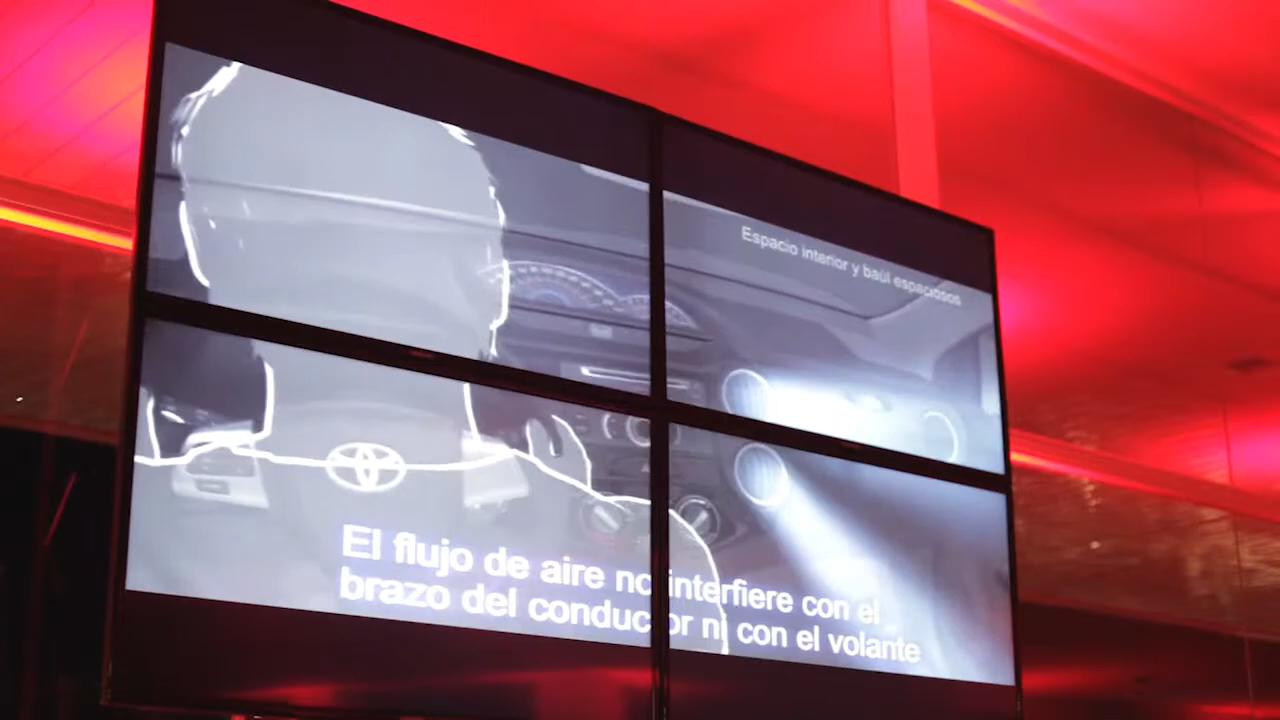 Espacio interior y baúl espaciosos
El flujo de aire no interfiere con el
brazo del conductor ni con el volante